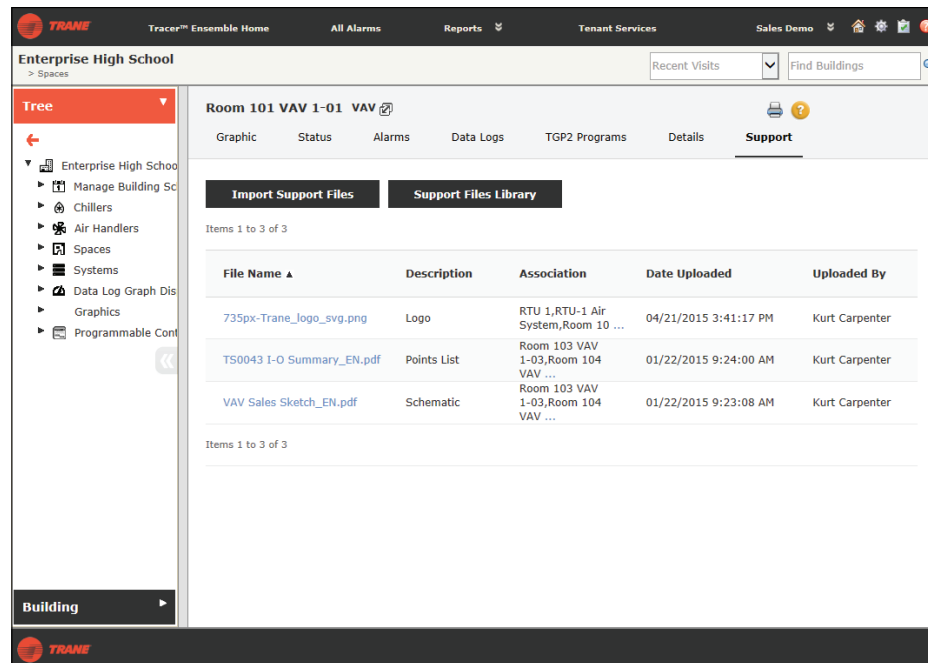 TRANE
Tracer™ Ensemble Home All Alarms Reports Tenant Services Sales Demo
Enterprise High School
> Spaces
Recent Visits Find Buildings
Tree
Room 101 VAV 1-01 VAV
Graphic Status Alarms Data Logs TGP2 Programs Details Support
Enterprise High Schoo
Manage Building Sc
Chillers
Air Handlers
Spaces
Systems
Data Log Graph Dis
Graphics
Programmable Cont
Import Support Files Support Files Library
Items 1 to 3 of 3
File Name ▲ Description Association Date Uploaded Uploaded By
735px-Trane_logo_svg.png Logo RTU 1,RTU-1 Air System,Room 10 ... 04/21/2015 3:41:17 PM Kurt Carpenter
TS0043 I-O Summary_EN.pdf Points List Room 103 VAV 1-03,Room 104 VAV ... 01/22/2015 9:24:00 AM Kurt Carpenter
VAV Sales Sketch_EN.pdf Schematic Room 103 VAV 1-03,Room 104 VAV ... 01/22/2015 9:23:08 AM Kurt Carpenter
Items 1 to 3 of 3
Building
TRANE